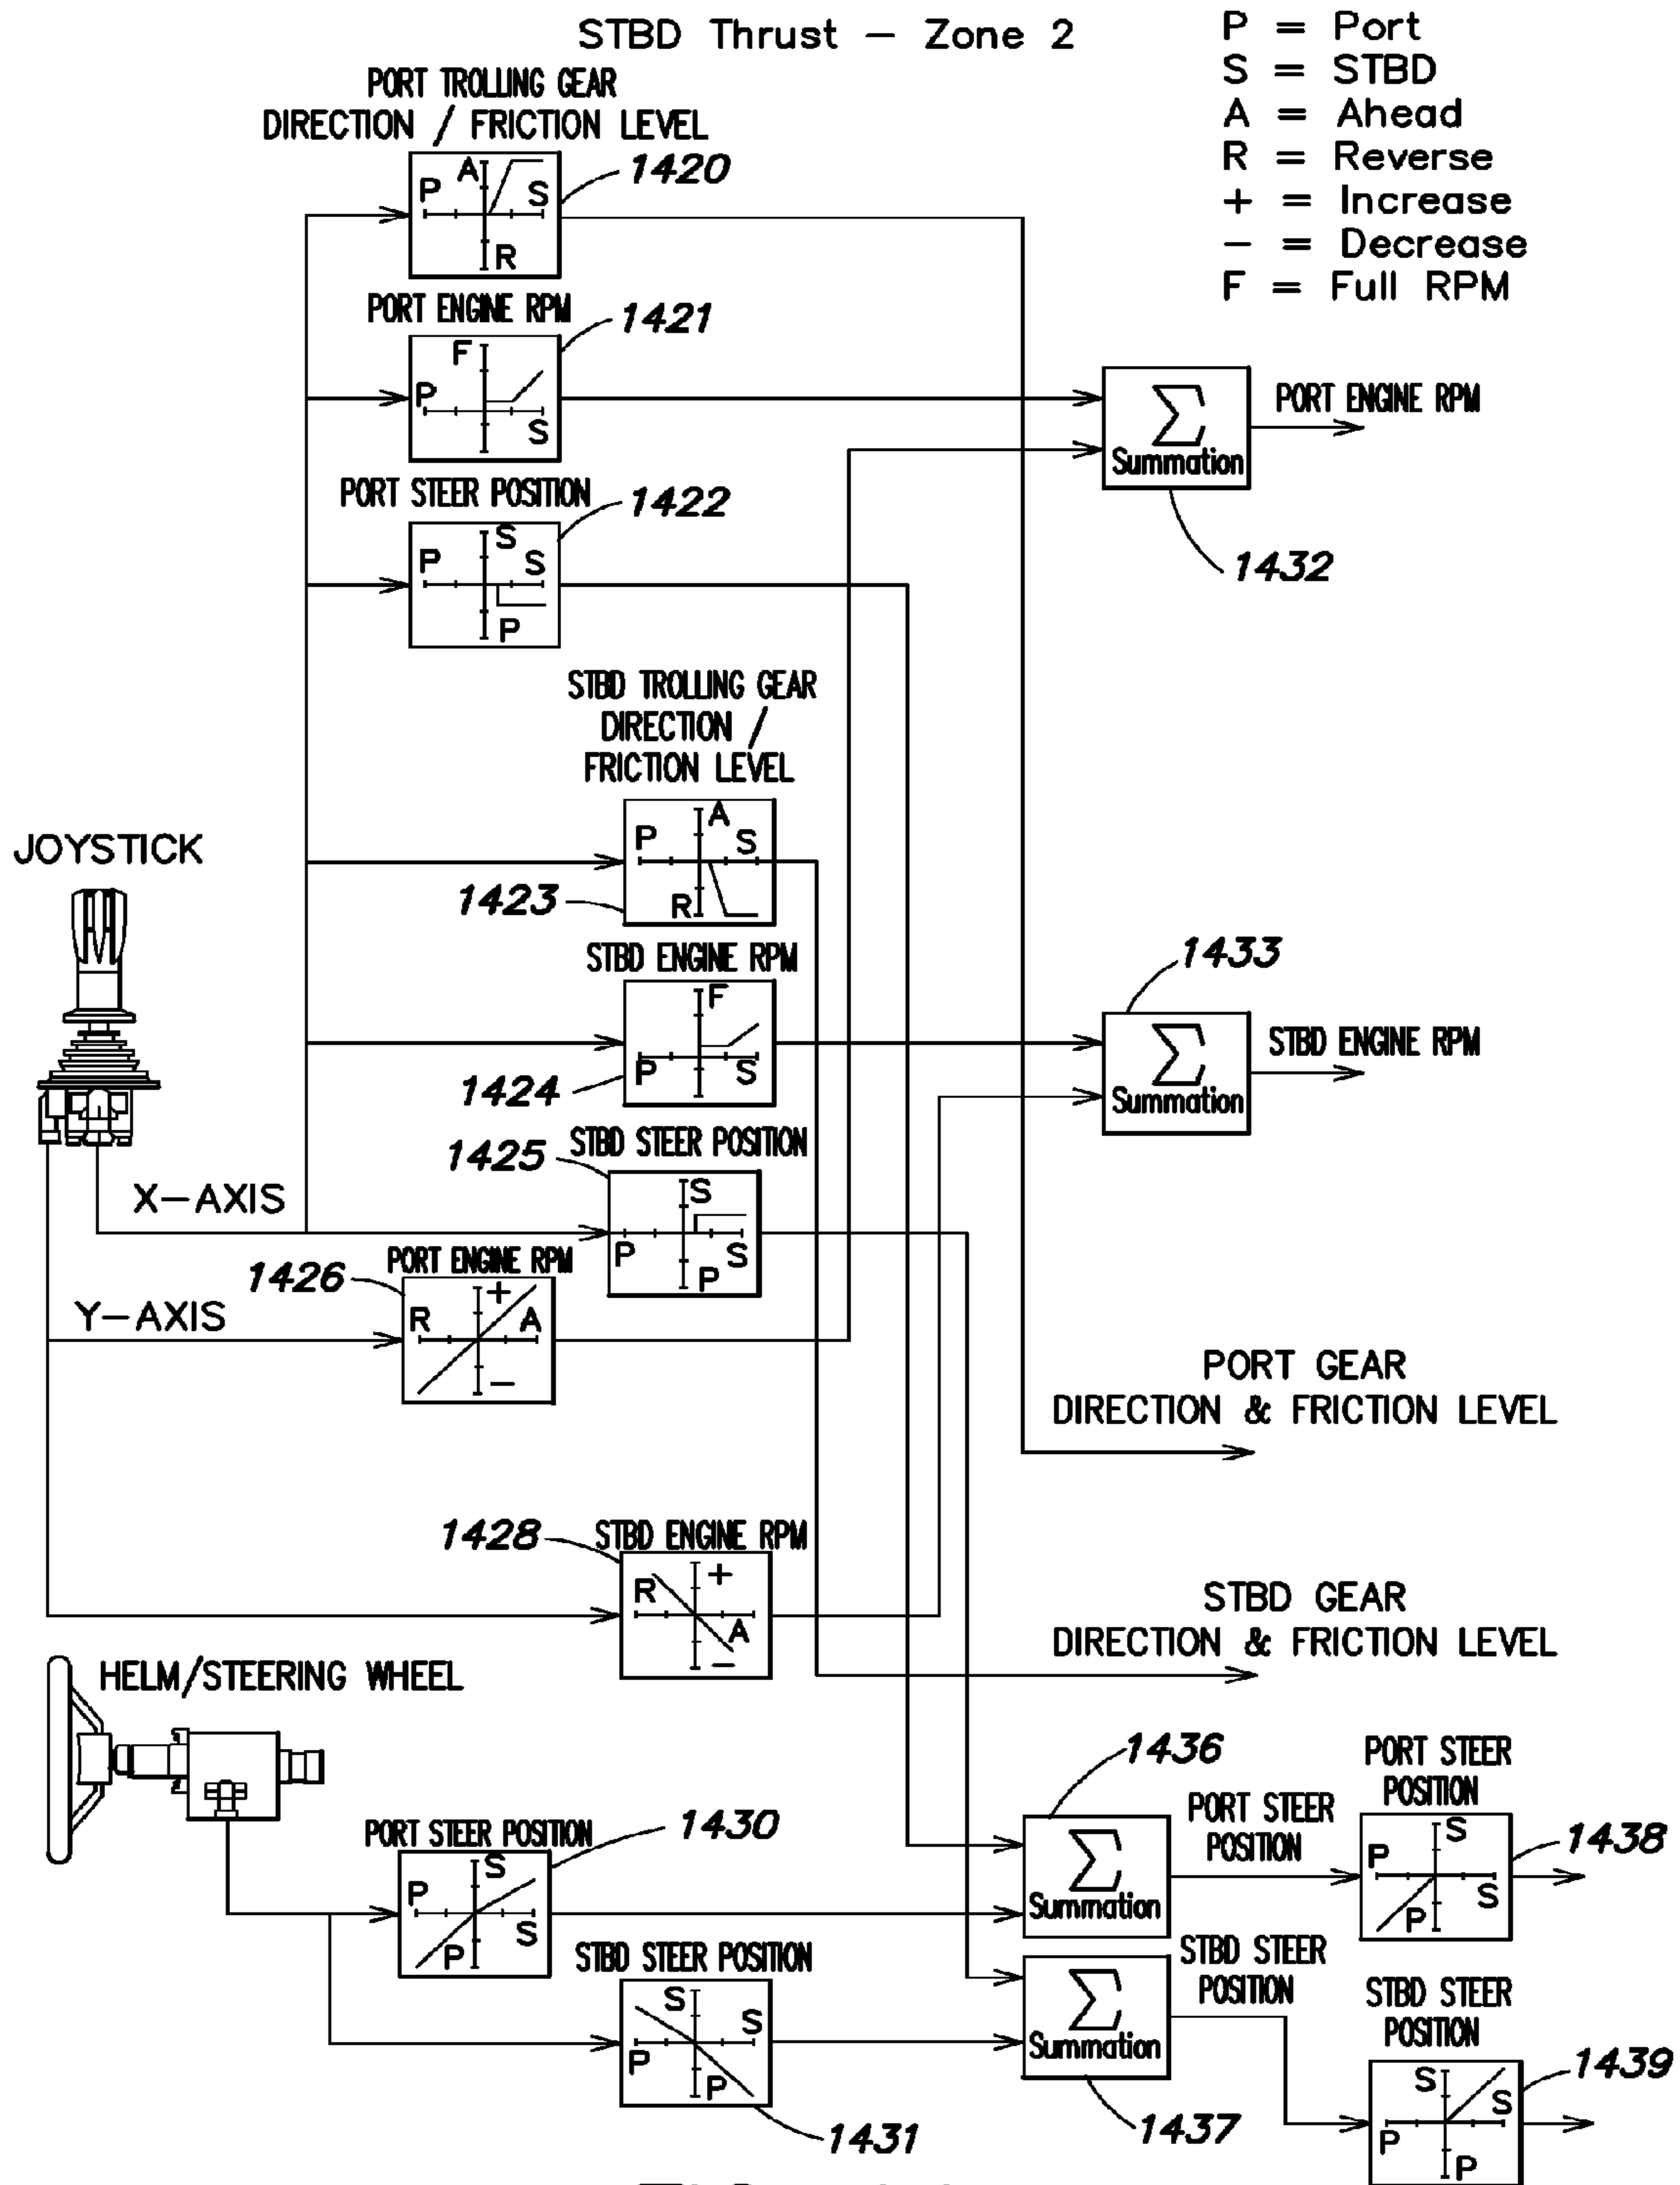 STBD Thrust – Zone 2
P = Port
S = STBD
A = Ahead
R = Reverse
+ = Increase
– = Decrease
F = Full RPM
PORT TROLLING GEAR
DIRECTION / FRICTION LEVEL
1420
P A S
R
PORT ENGINE RPM
1421
F
P
S
PORT STEER POSITION
1422
S
P S
P
Σ
Summation
PORT ENGINE RPM
1432
STBD TROLLING GEAR
DIRECTION /
FRICTION LEVEL
A
P S
R
1423
JOYSTICK
STBD ENGINE RPM
F
P S
1424
1433
Σ
Summation
STBD ENGINE RPM
1425
STBD STEER POSITION
S
P S
P
X–AXIS
1426
PORT ENGINE RPM
+
R A
–
Y–AXIS
PORT GEAR
DIRECTION & FRICTION LEVEL
1428
STBD ENGINE RPM
+
R
A
–
STBD GEAR
DIRECTION & FRICTION LEVEL
HELM/STEERING WHEEL
PORT STEER POSITION
1430
S
P
S
P
STBD STEER POSITION
S
S
P
P
1431
1436
Σ
Summation
PORT STEER
POSITION
PORT STEER
POSITION
S
P
S
P
1438
Σ
Summation
1437
STBD STEER
POSITION
STBD STEER
POSITION
S
S
P
P
1439